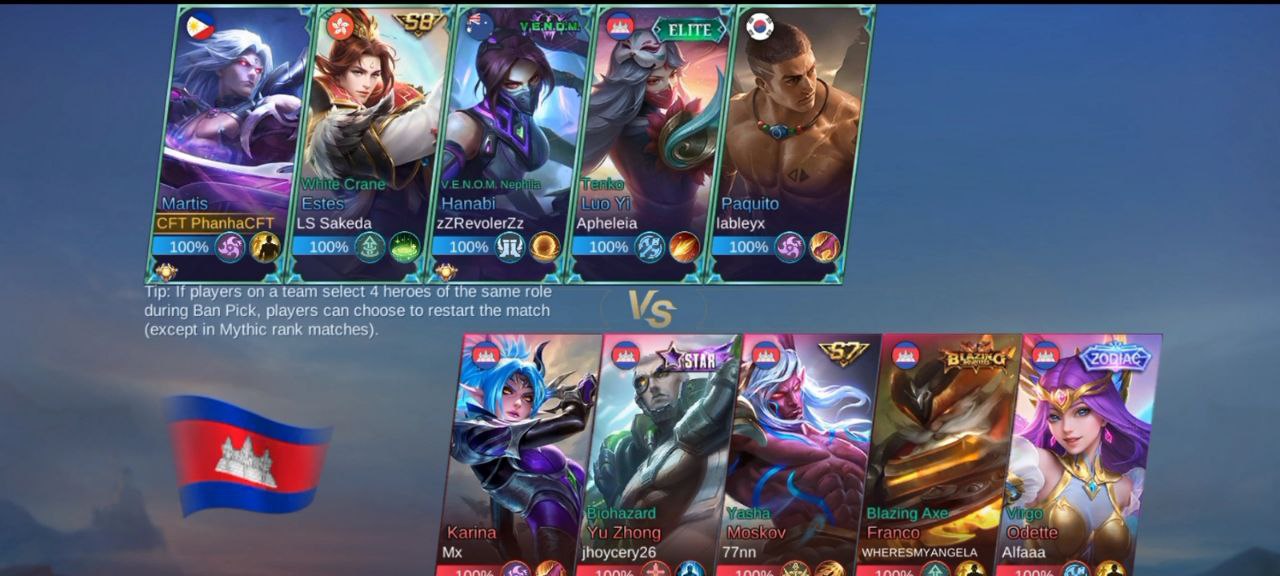 S8
V.E.N.O.M.
ELITE
White Crane
V.E.N.O.M. Nephila
Tenko
Martis
Estes
Hanabi
Luo Yi
Paquito
CFT PhanhaCFT
LS Sakeda
zZRevolerZz
Apheleia
lableyx
100%
100%
100%
100%
100%
Tip: If players on a team select 4 heroes of the same role
during Ban Pick, players can choose to restart the match
(except in Mythic rank matches).
VS
STAR
S7
BLAZING
ZODIAC
Biohazard
Yasha
Blazing Axe
Virgo
Karina
Yu Zhong
Moskov
Franco
Odette
Mx
jhoycery26
77nn
WHERESMYANGELA
Alfaaa
100%
100%
100%
100%
100%